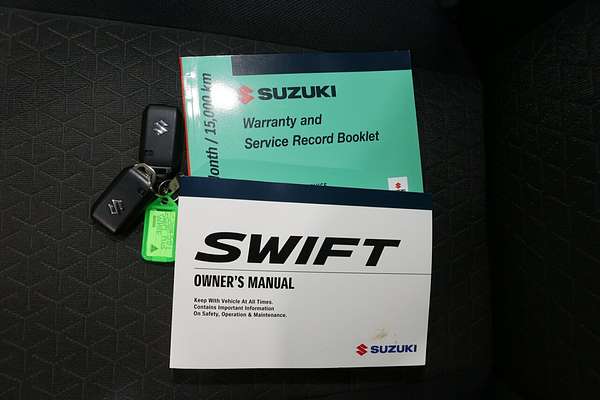 SUZUKI
Warranty and
Service Record Booklet
Month / 15,000 km
SWIFT
OWNER'S MANUAL
Keep With Vehicle At All Times.
Contains Important Information
On Safety, Operation & Maintenance.
SUZUKI